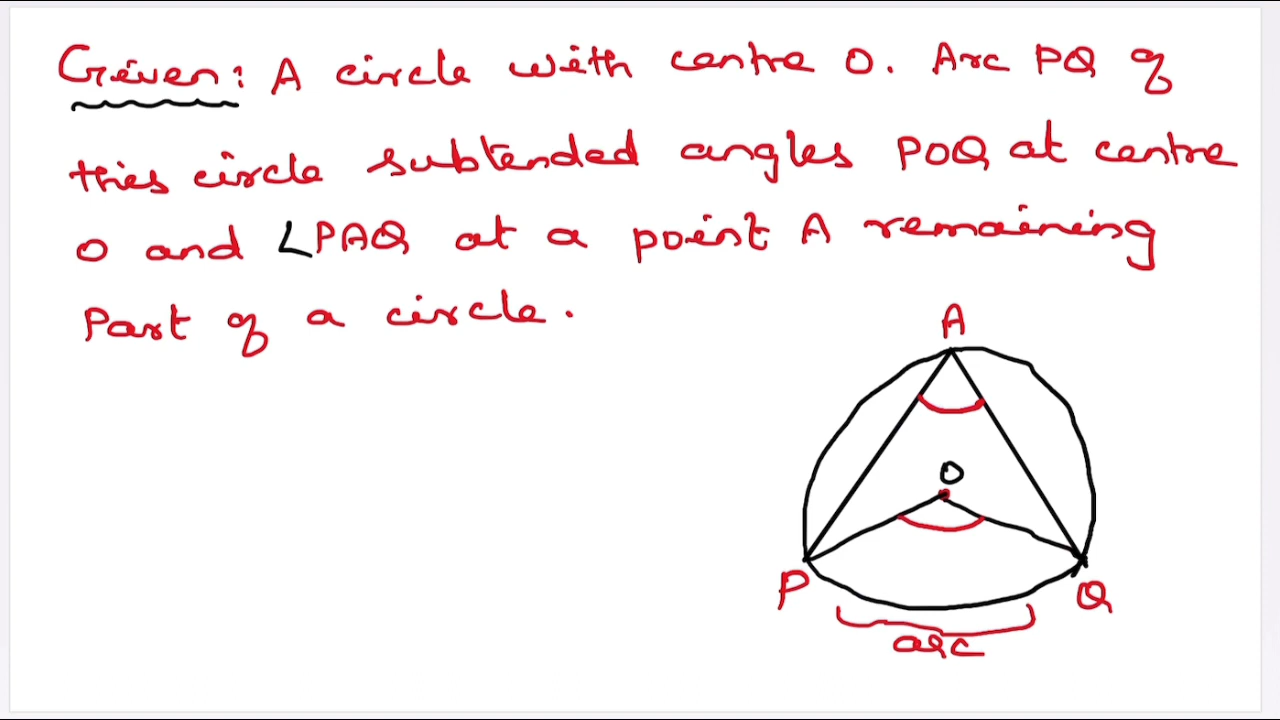 Given: A circle with centre O. Arc PQ of
this circle subtended angles POQ at centre
O and ∠PAQ at a point A remaining
Part of a circle.
A
O
P
Q
arc